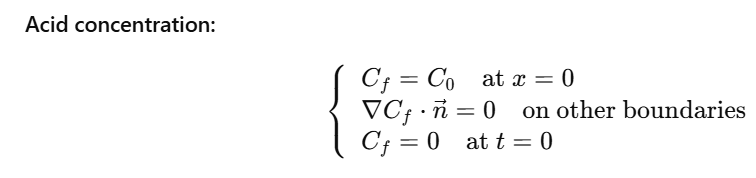 Acid concentration:
C_f = C_0 at x = 0
∇C_f · n⃗ = 0 on other boundaries
C_f = 0 at t = 0